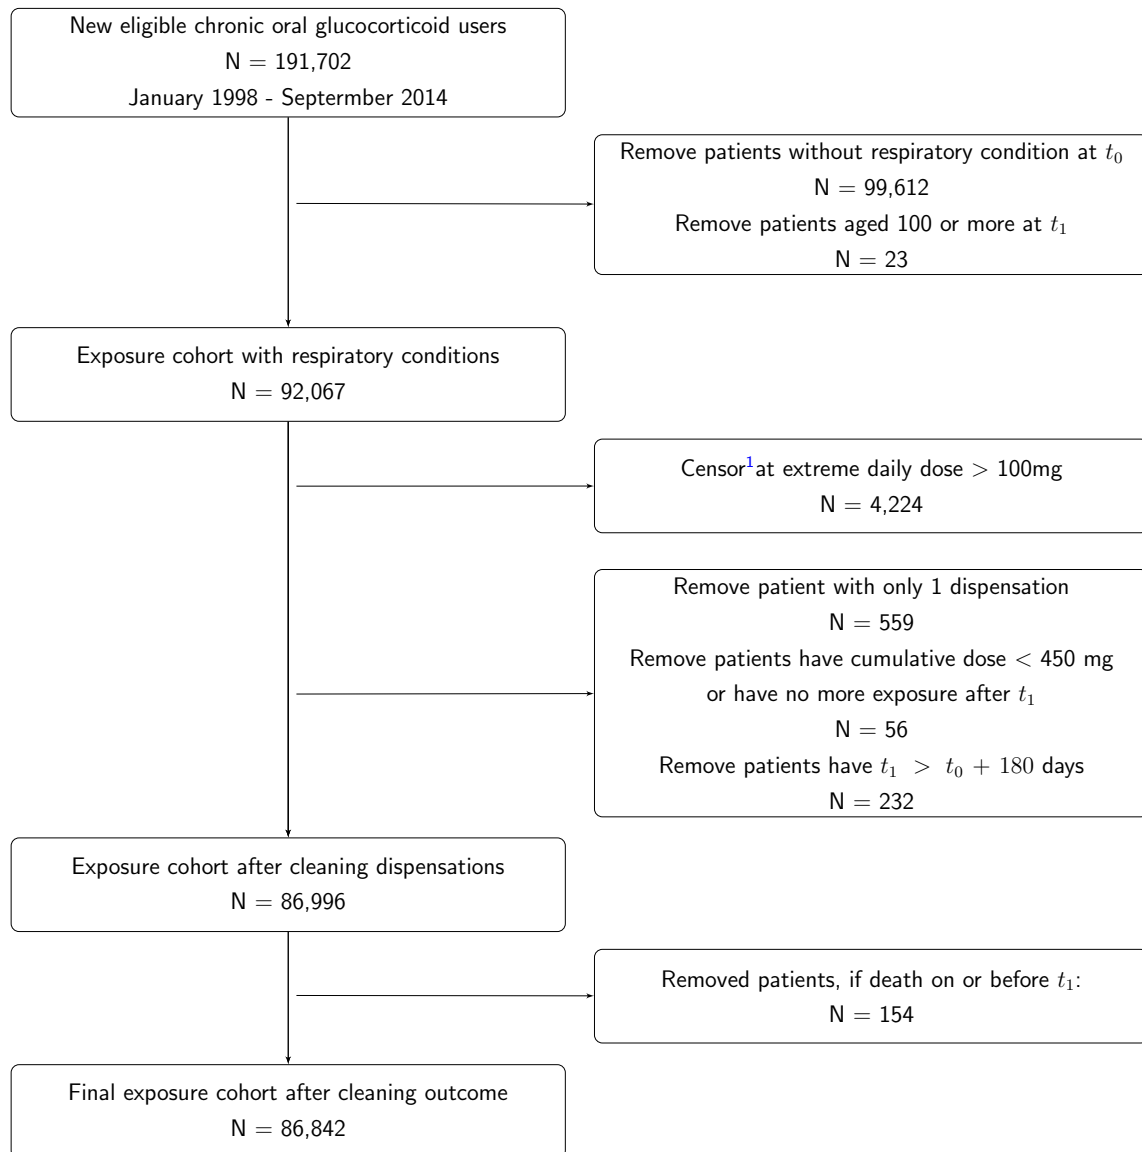 New eligible chronic oral glucocorticoid users
N = 191,702
January 1998 - Septermber 2014
Remove patients without respiratory condition at t₀
N = 99,612
Remove patients aged 100 or more at t₁
N = 23
Exposure cohort with respiratory conditions
N = 92,067
Censor¹at extreme daily dose > 100mg
N = 4,224
Remove patient with only 1 dispensation
N = 559
Remove patients have cumulative dose < 450 mg
or have no more exposure after t₁
N = 56
Remove patients have t₁ > t₀ + 180 days
N = 232
Exposure cohort after cleaning dispensations
N = 86,996
Removed patients, if death on or before t₁:
N = 154
Final exposure cohort after cleaning outcome
N = 86,842